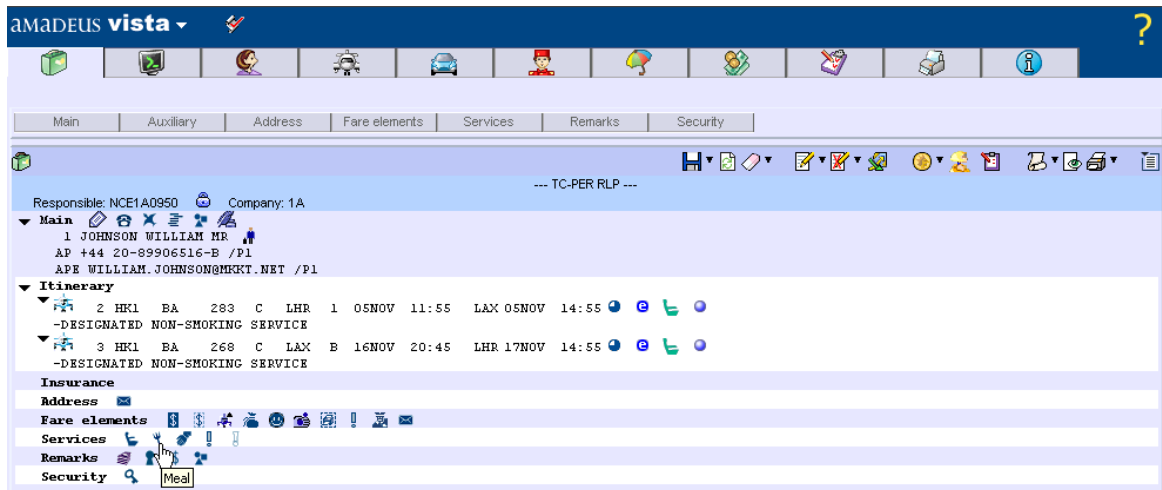 aMaDEUS vista
?
Main Auxiliary Address Fare elements Services Remarks Security
--- TC-PER RLP ---
Responsible: NCE1A0950 Company: 1A
Main
1 JOHNSON WILLIAM MR
AP +44 20-89906516-B /P1
APE WILLIAM.JOHNSON@MKKT.NET /P1
Itinerary
2 HK1 BA 283 C LHR 1 05NOV 11:55 LAX 05NOV 14:55 e
-DESIGNATED NON-SMOKING SERVICE
3 HK1 BA 268 C LAX B 16NOV 20:45 LHR 17NOV 14:55 e
-DESIGNATED NON-SMOKING SERVICE
Insurance
Address
Fare elements
Services
Remarks
Security
Meal